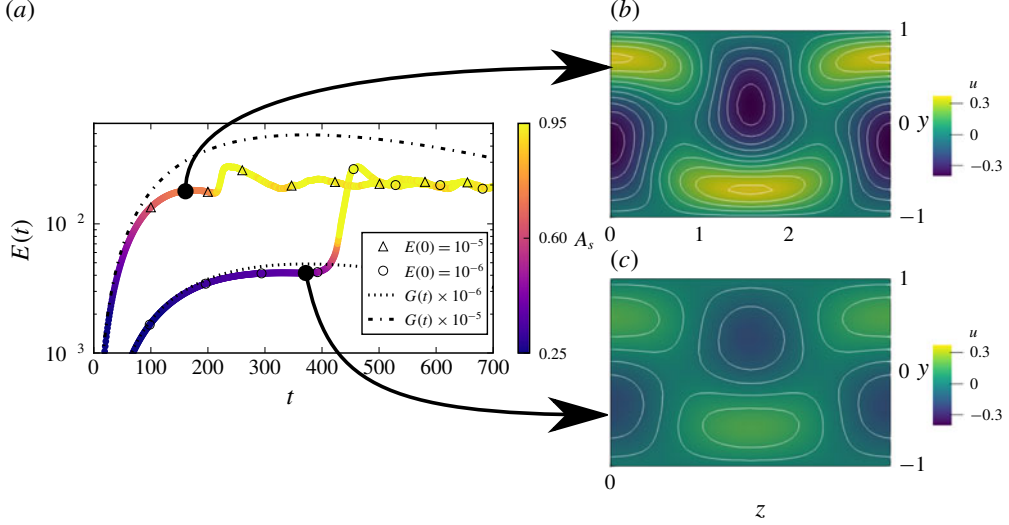 (a)
E(t)
10⁻²
10⁻³
0 100 200 300 400 500 600 700
t
E(0) = 10⁻⁵
E(0) = 10⁻⁶
G(t) × 10⁻⁶
G(t) × 10⁻⁵
0.95
0.60
0.25
A_s
(b)
1
0 y
−1
0 1 2
u
0.3
0
−0.3
(c)
1
0 y
−1
0
z
u
0.3
0
−0.3